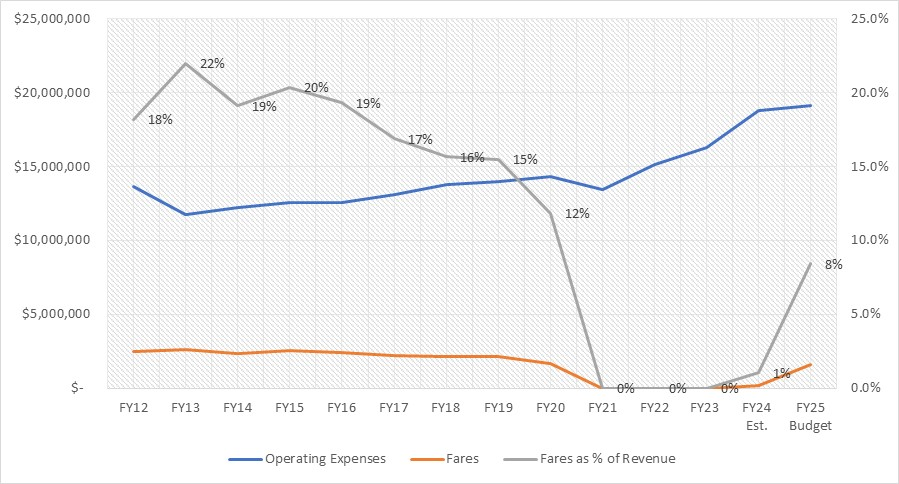 $25,000,000 25.0%
22%
$20,000,000 20% 20.0%
18% 19% 19%
17%
16% 15%
$15,000,000 15.0%
12%
$10,000,000 10.0%
8%
$5,000,000 5.0%
1%
$- 0% 0% 0% 0.0%
FY12 FY13 FY14 FY15 FY16 FY17 FY18 FY19 FY20 FY21 FY22 FY23 FY24 FY25
Est. Budget
Operating Expenses Fares Fares as % of Revenue